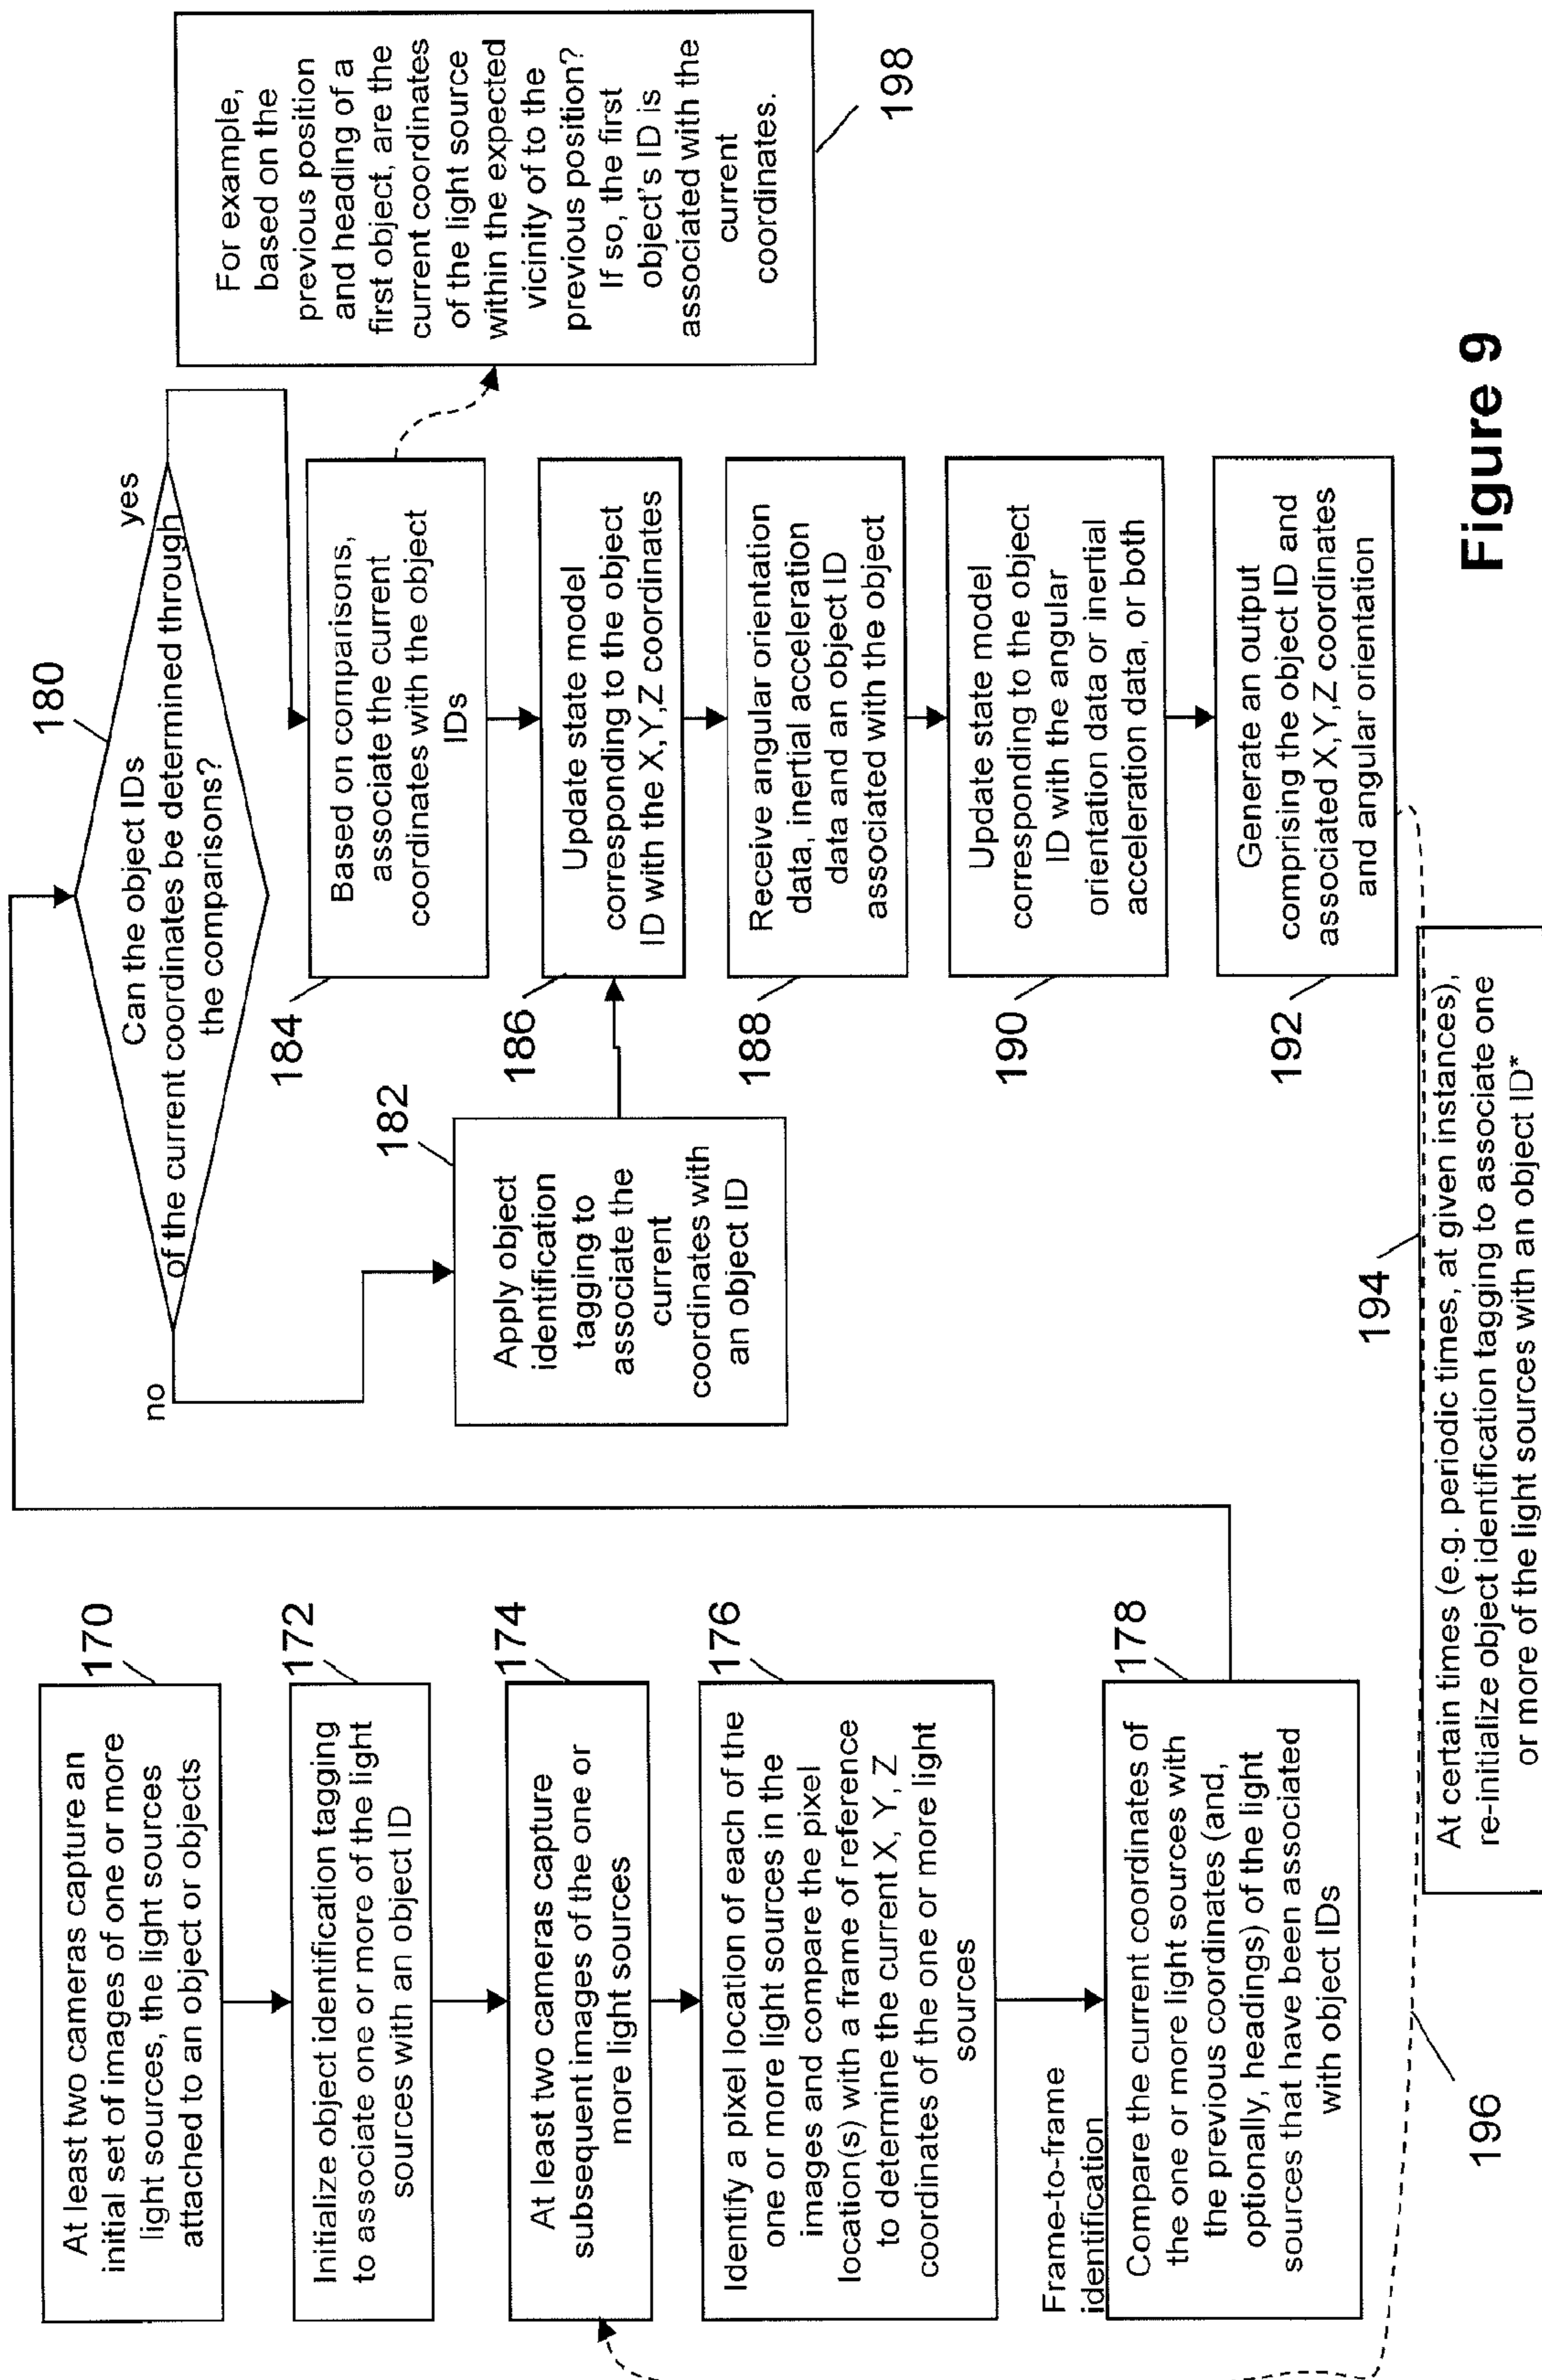 At least two cameras capture an
initial set of images of one or more
light sources, the light sources
attached to an object or objects
170
Initialize object identification tagging
to associate one or more of the light
sources with an object ID
172
At least two cameras capture
subsequent images of the one or
more light sources
174
Identify a pixel location of each of the
one or more light sources in the
images and compare the pixel
location(s) with a frame of reference
to determine the current X, Y, Z
coordinates of the one or more light
sources
176
Frame-to-frame
identification
Compare the current coordinates of
the one or more light sources with
the previous coordinates (and,
optionally, headings) of the light
sources that have been associated
with object IDs
178
180
Can the object IDs
of the current coordinates be determined through
the comparisons?
no
yes
182
Apply object
identification
tagging to
associate the
current
coordinates with
an object ID
184
Based on comparisons,
associate the current
coordinates with the object
IDs
186
Update state model
corresponding to the object
ID with the X,Y,Z coordinates
188
Receive angular orientation
data, inertial acceleration
data and an object ID
associated with the object
190
Update state model
corresponding to the object
ID with the angular
orientation data or inertial
acceleration data, or both
192
Generate an output
comprising the object ID and
associated X,Y,Z coordinates
and angular orientation
For example,
based on the
previous position
and heading of a
first object, are the
current coordinates
of the light source
within the expected
vicinity of to the
previous position?
If so, the first
object's ID is
associated with the
current
coordinates.
198
194
At certain times (e.g. periodic times, at given instances),
re-initialize object identification tagging to associate one
or more of the light sources with an object ID*
196
Figure 9